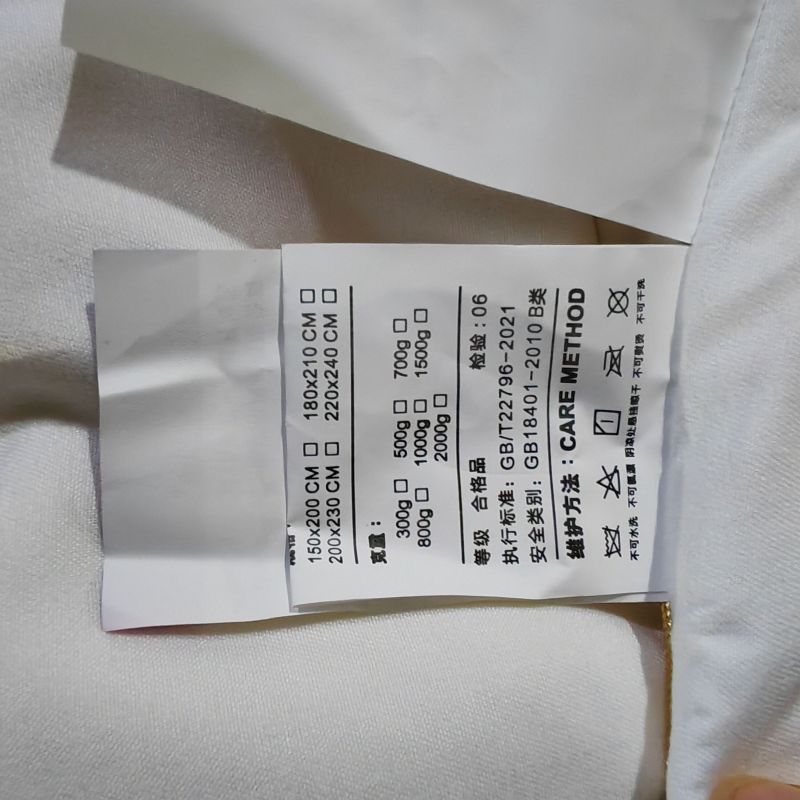 150x200 CM □ 180x210 CM □
200x230 CM □ 220x240 CM □
克重：
300g □ 500g □ 700g □
800g □ 1000g □ 1500g □
2000g □
等级 合格品 检验：06
执行标准：GB/T22796-2021
安全类别：GB18401-2010 B类
维护方法：CARE METHOD
不可水洗 不可氯漂 阴凉处悬挂晾干 不可熨烫 不可干洗